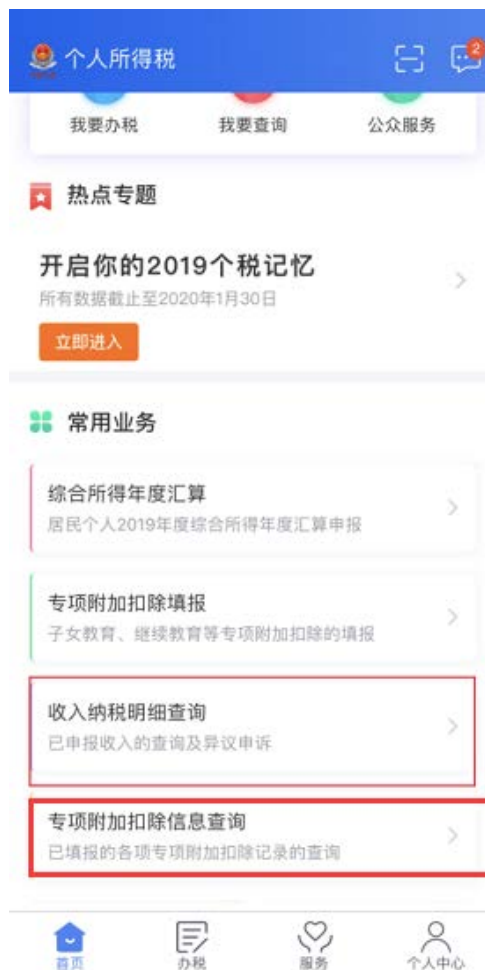 个人所得税
2
我要办税 我要查询 公众服务
热点专题
开启你的2019个税记忆
所有数据截止至2020年1月30日
立即进入
常用业务
综合所得年度汇算
居民个人2019年度综合所得年度汇算申报
专项附加扣除填报
子女教育、继续教育等专项附加扣除的填报
收入纳税明细查询
已申报收入的查询及异议申诉
专项附加扣除信息查询
已填报的各项专项附加扣除记录的查询
首页 办税 服务 个人中心